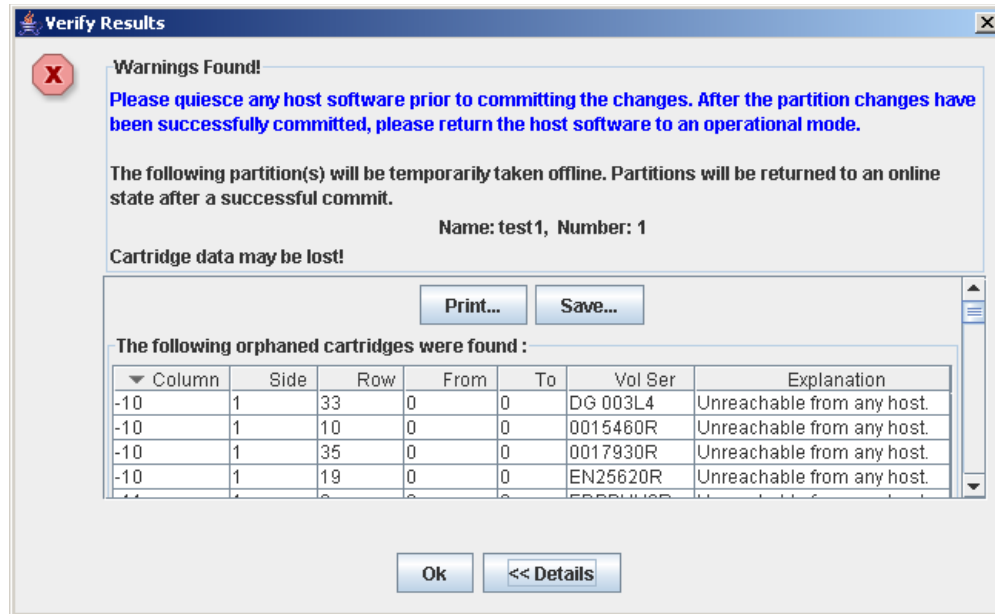 Verify Results
Warnings Found!
Please quiesce any host software prior to committing the changes. After the partition changes have
been successfully committed, please return the host software to an operational mode.
The following partition(s) will be temporarily taken offline. Partitions will be returned to an online
state after a successful commit.
Name: test1, Number: 1
Cartridge data may be lost!
Print... Save...
The following orphaned cartridges were found :
Column Side Row From To Vol Ser Explanation
-10 1 33 0 0 DG 003L4 Unreachable from any host.
-10 1 10 0 0 0015460R Unreachable from any host.
-10 1 35 0 0 0017930R Unreachable from any host.
-10 1 19 0 0 EN25620R Unreachable from any host.
Ok << Details